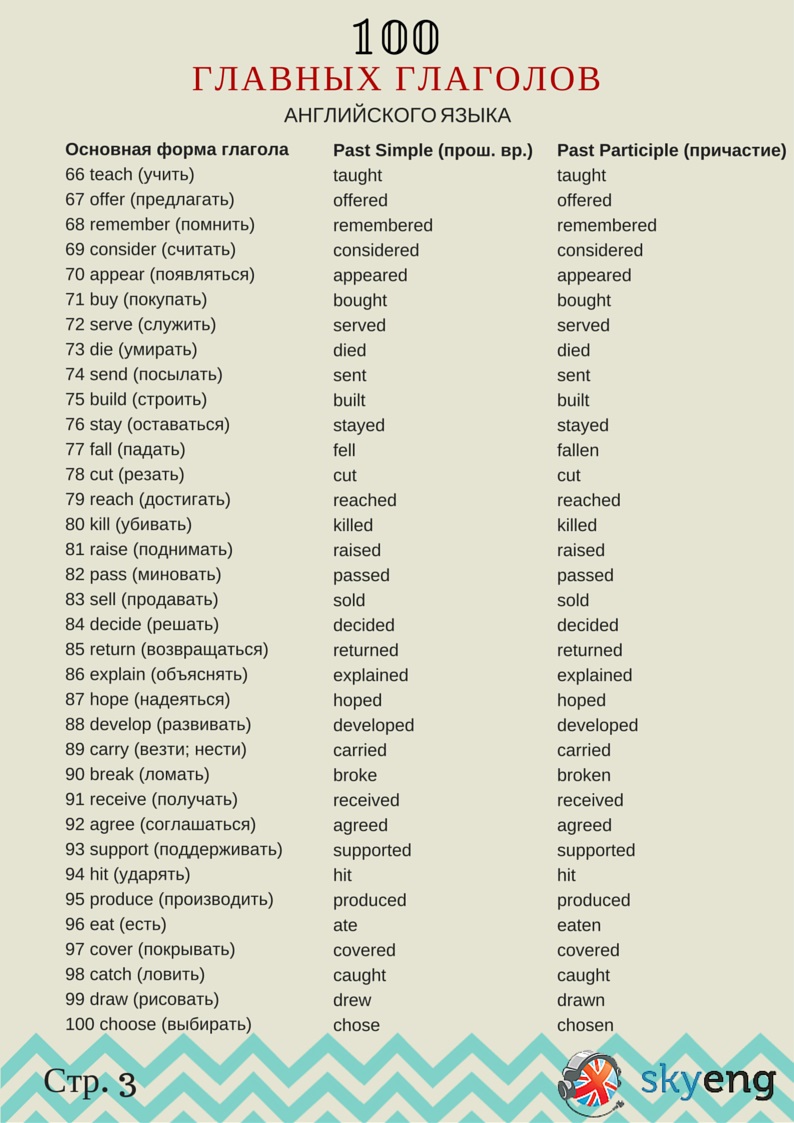 100
ГЛАВНЫХ ГЛАГОЛОВ
АНГЛИЙСКОГО ЯЗЫКА
Основная форма глагола Past Simple (прош. вр.) Past Participle (причастие)
66 teach (учить) taught taught
67 offer (предлагать) offered offered
68 remember (помнить) remembered remembered
69 consider (считать) considered considered
70 appear (появляться) appeared appeared
71 buy (покупать) bought bought
72 serve (служить) served served
73 die (умирать) died died
74 send (посылать) sent sent
75 build (строить) built built
76 stay (оставаться) stayed stayed
77 fall (падать) fell fallen
78 cut (резать) cut cut
79 reach (достигать) reached reached
80 kill (убивать) killed killed
81 raise (поднимать) raised raised
82 pass (миновать) passed passed
83 sell (продавать) sold sold
84 decide (решать) decided decided
85 return (возвращаться) returned returned
86 explain (объяснять) explained explained
87 hope (надеяться) hoped hoped
88 develop (развивать) developed developed
89 carry (везти; нести) carried carried
90 break (ломать) broke broken
91 receive (получать) received received
92 agree (соглашаться) agreed agreed
93 support (поддерживать) supported supported
94 hit (ударять) hit hit
95 produce (производить) produced produced
96 eat (есть) ate eaten
97 cover (покрывать) covered covered
98 catch (ловить) caught caught
99 draw (рисовать) drew drawn
100 choose (выбирать) chose chosen
Стр. 3 skyeng